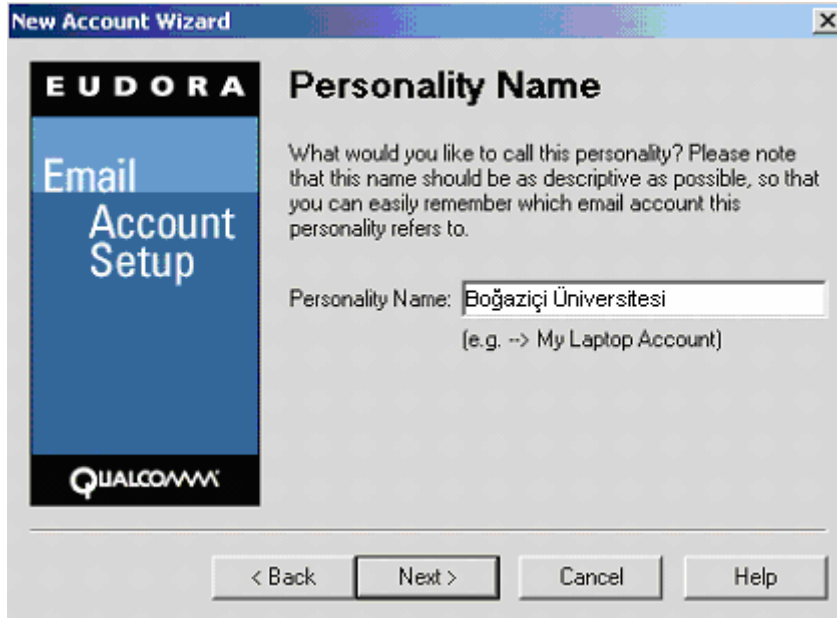 New Account Wizard
EUDORA
Email
Account
Setup
QUALCOMM
Personality Name
What would you like to call this personality? Please note
that this name should be as descriptive as possible, so that
you can easily remember which email account this
personality refers to.
Personality Name: Boğaziçi Üniversitesi
(e.g. --> My Laptop Account)
< Back
Next >
Cancel
Help